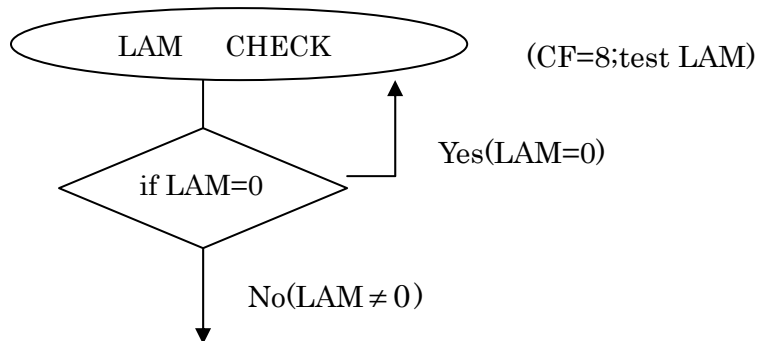 LAM CHECK
(CF=8;test LAM)
Yes(LAM=0)
if LAM=0
No(LAM≠0)